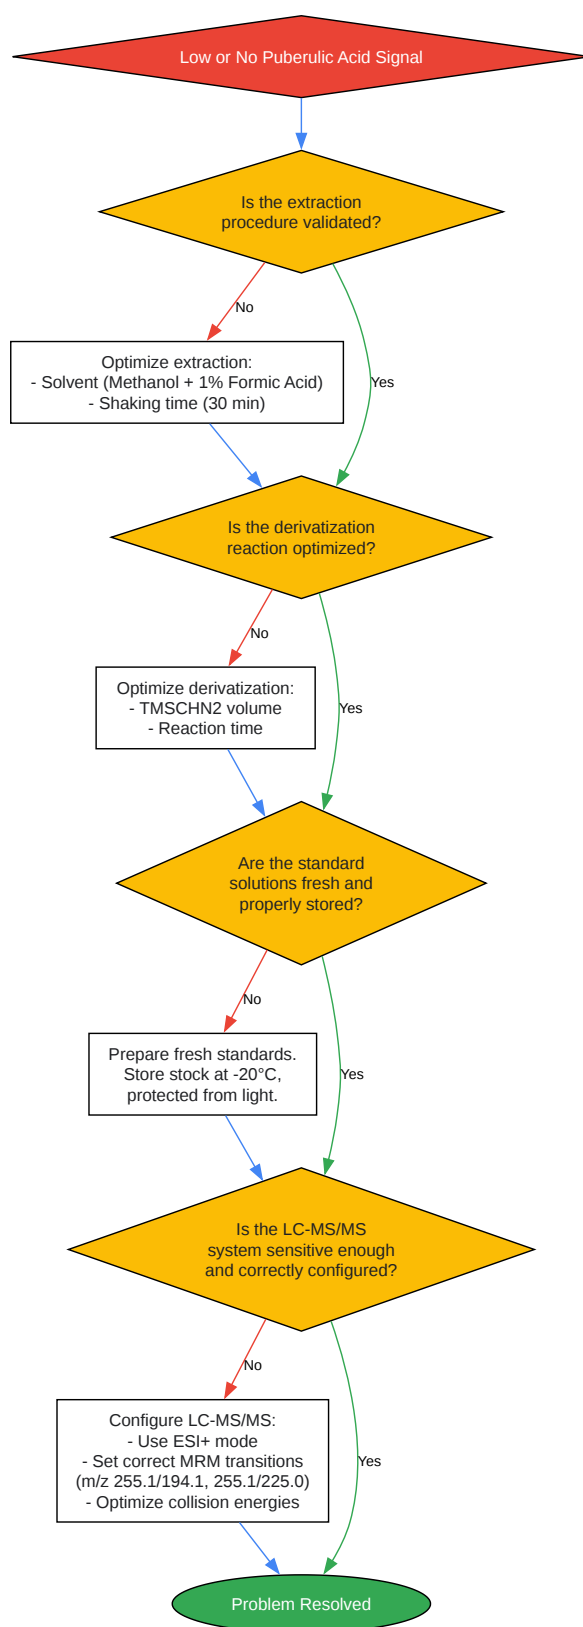 Low or No Puberulic Acid Signal
Is the extraction
procedure validated?
No
Yes
Optimize extraction:
- Solvent (Methanol + 1% Formic Acid)
- Shaking time (30 min)
Is the derivatization
reaction optimized?
No
Yes
Optimize derivatization:
- TMSCHN2 volume
- Reaction time
Are the standard
solutions fresh and
properly stored?
No
Yes
Prepare fresh standards.
Store stock at -20°C,
protected from light.
Is the LC-MS/MS
system sensitive enough
and correctly configured?
No
Yes
Configure LC-MS/MS:
- Use ESI+ mode
- Set correct MRM transitions
(m/z 255.1/194.1, 255.1/225.0)
- Optimize collision energies
Problem Resolved